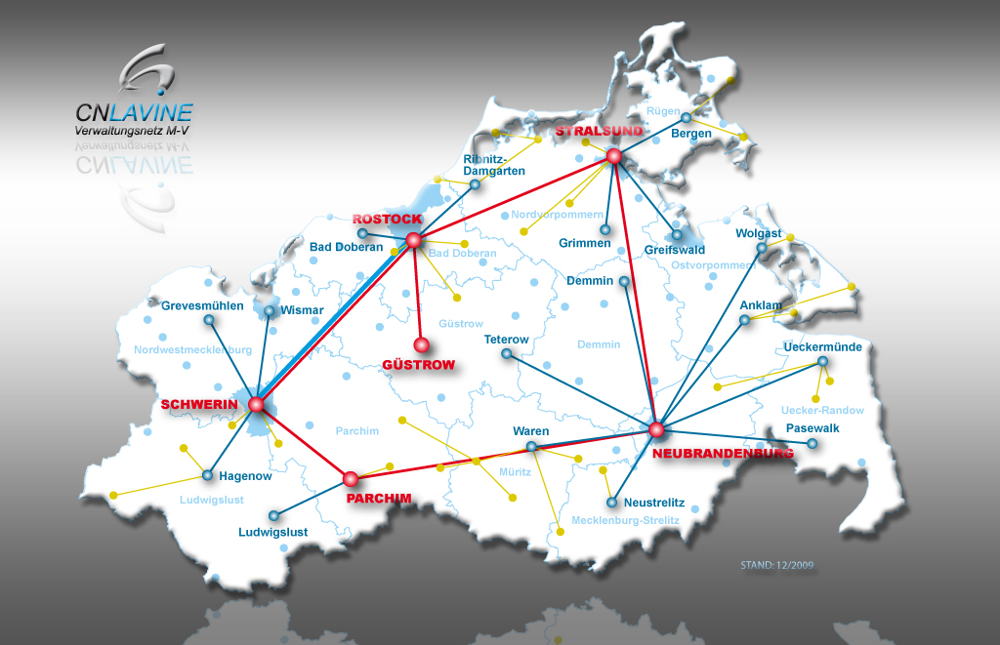 CNLAVINE
Verwaltungsnetz M-V
Verwaltungsnetz M-V
CNLAVINE
Rügen
STRALSUND
Bergen
Ribnitz-
Damgarten
ROSTOCK
Nordvorpommern
Bad Doberan
Bad Doberan
Grimmen
Greifswald
Wolgast
Ostvorpommern
Demmin
Grevesmühlen
Wismar
Anklam
Güstrow
Teterow
Demmin
Nordwestmecklenburg
GÜSTROW
Ueckermünde
SCHWERIN
Uecker-Randow
Parchim
Waren
Pasewalk
NEUBRANDENBURG
Hagenow
Müritz
Ludwigslust
PARCHIM
Neustrelitz
Mecklenburg-Strelitz
Ludwigslust
STAND: 12/2009